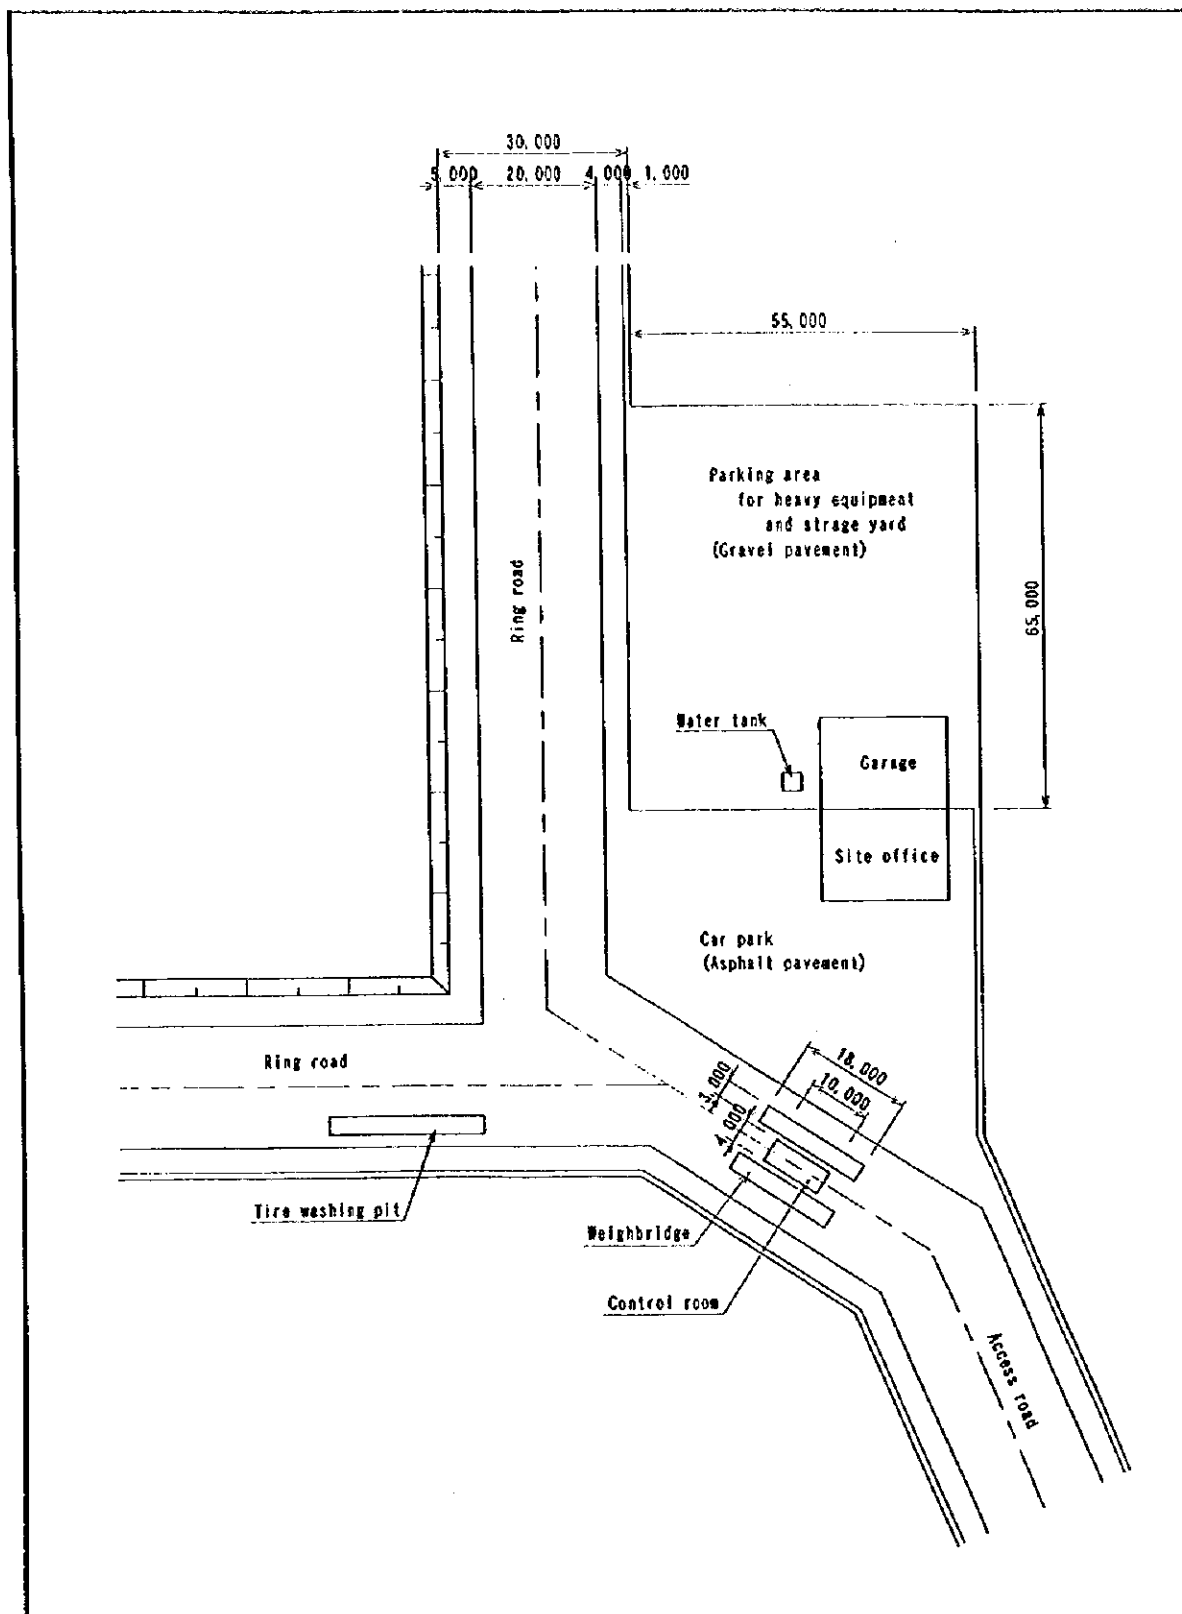 30,000
5,000 20,000 4,000 1,000
55,000
Parking area
for heavy equipment
and strage yard
(Gravel pavement)
Ring road
65,000
Water tank
Garage
Site office
Car park
(Asphalt pavement)
Ring road
18,000
10,000
3,000
4,000
Tire washing pit
Weighbridge
Control room
Access road